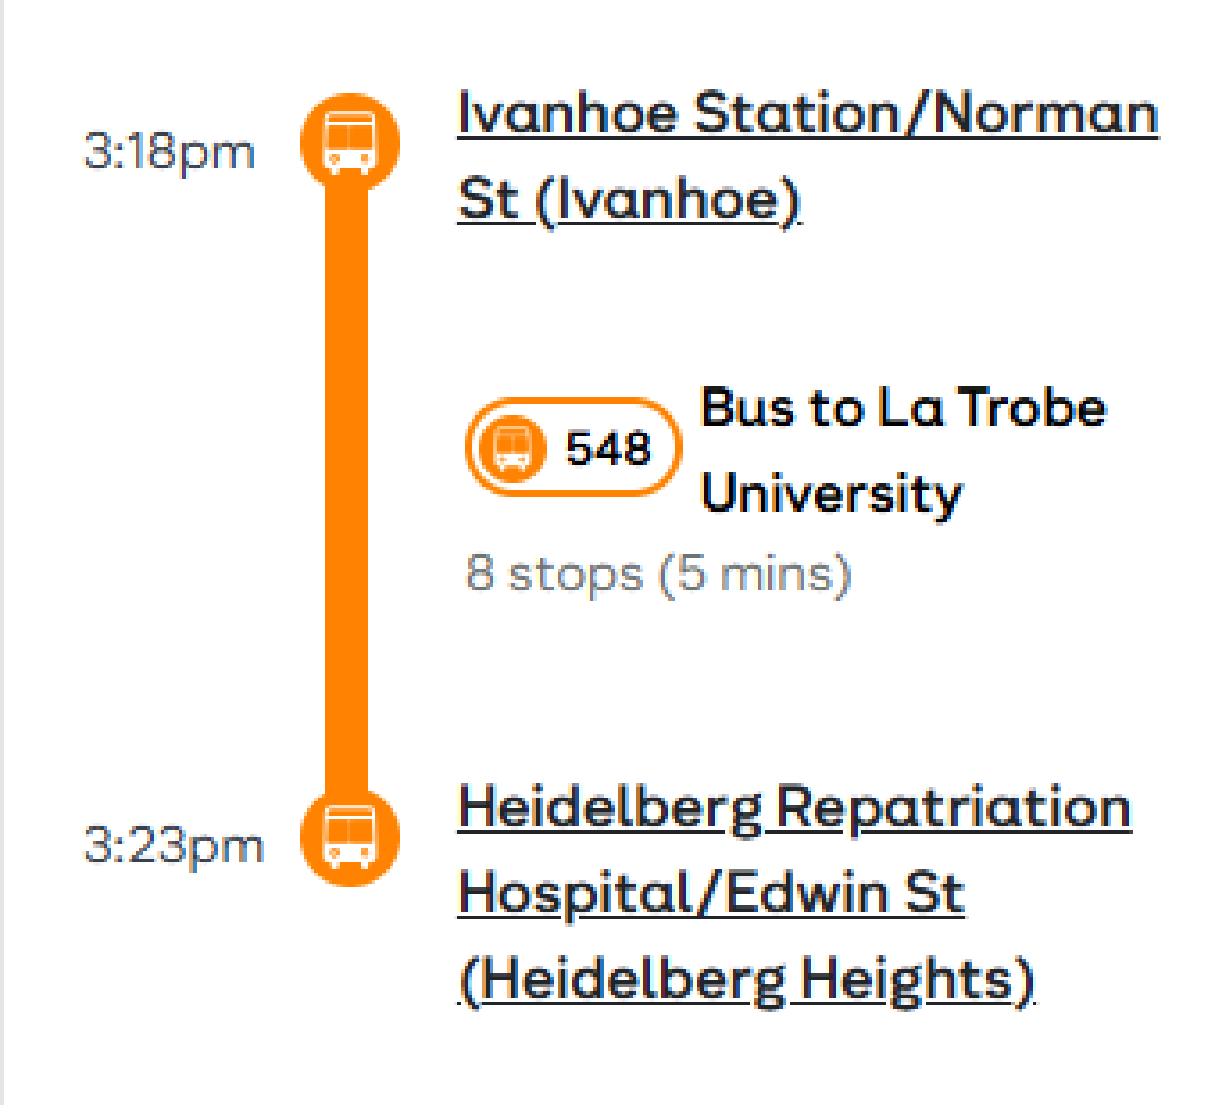 3:18pm
Ivanhoe Station/Norman
St (Ivanhoe)
548
Bus to La Trobe
University
8 stops (5 mins)
3:23pm
Heidelberg Repatriation
Hospital/Edwin St
(Heidelberg Heights)